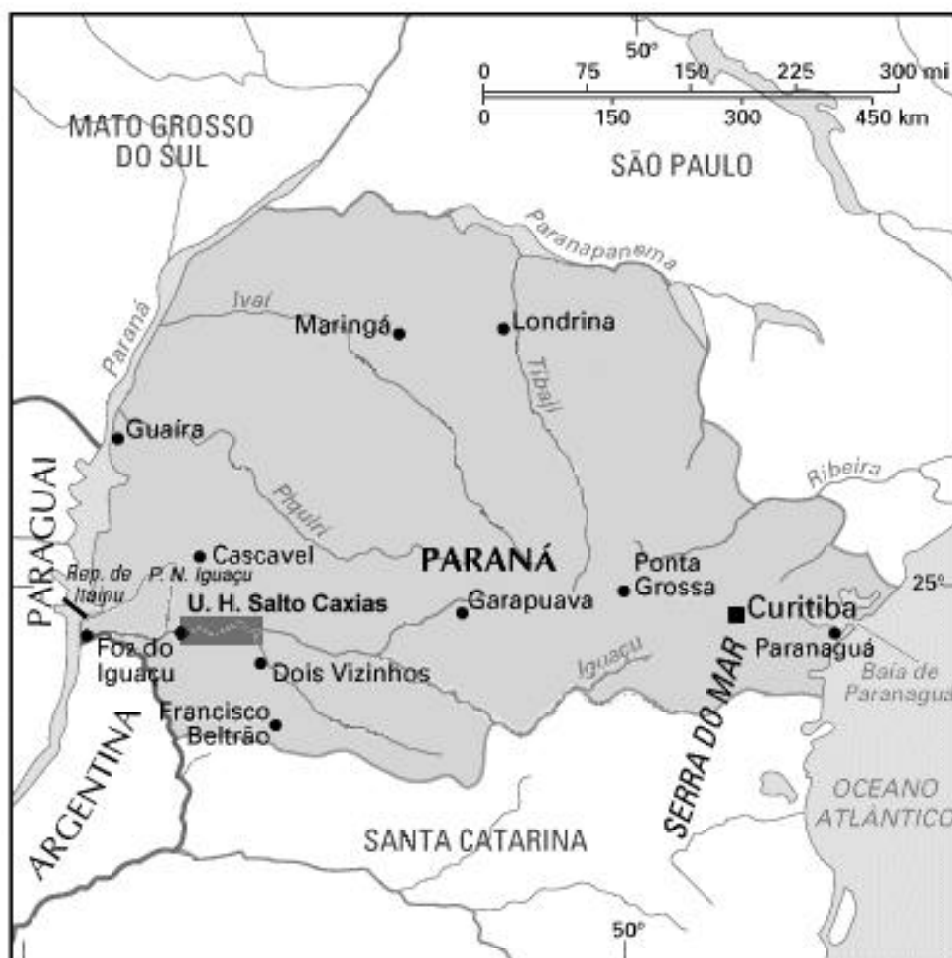 50°
0 75 150 225 300 mi
0 150 300 450 km
MATO GROSSO
DO SUL
SÃO PAULO
Paranapanema
Paraná
Ivaí
Maringá
Londrina
Tibaji
Guaíra
Ribeira
Piquiri
PARAGUAI
Cascavel
PARANÁ
Ponta
Grossa
25°
Rep. de
Itaipu
P. N. Iguaçu
U. H. Salto Caxias
Garapuava
Curitiba
Foz do
Iguaçu
Paranaguá
Iguaçu
Dois Vizinhos
Baía de
Paranagua
Francisco
Beltrão
SERRA DO MAR
ARGENTINA
OCEANO
ATLÂNTICO
SANTA CATARINA
50°